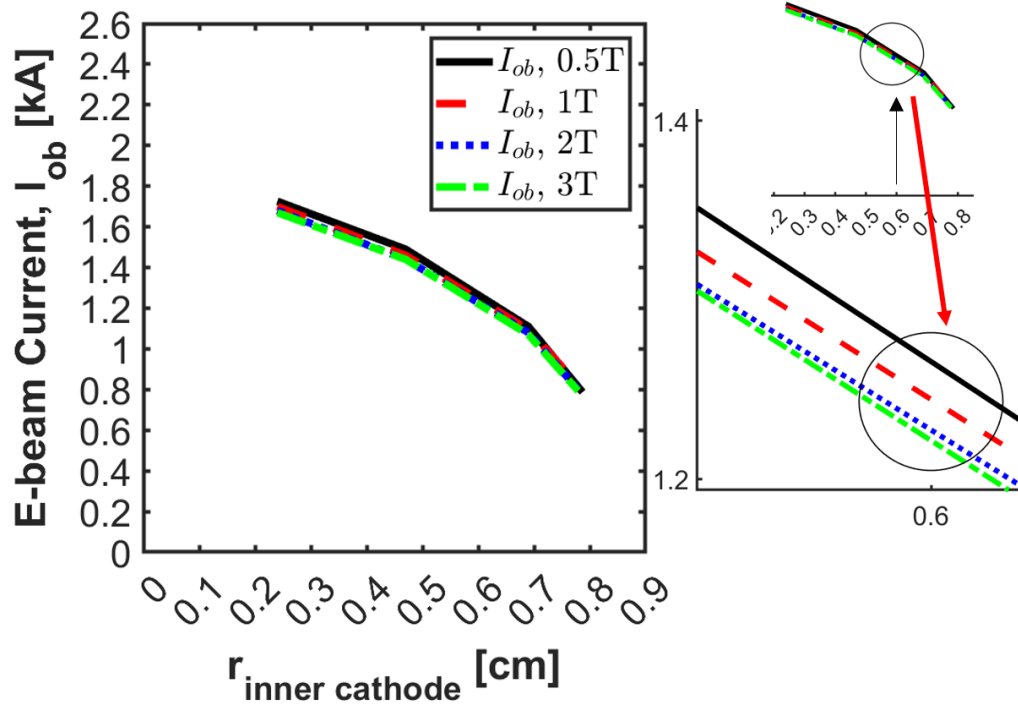 E-beam Current, I_ob [kA]
2.6
2.4
2.2
2
1.8
1.6
1.4
1.2
1
0.8
0.6
0.4
0.2
0
0 0.1 0.2 0.3 0.4 0.5 0.6 0.7 0.8 0.9
r_inner cathode [cm]
I_ob, 0.5T
I_ob, 1T
I_ob, 2T
I_ob, 3T
.2 0.3 0.4 0.5 0.6 0.7 0.8
1.4
1.2
0.6